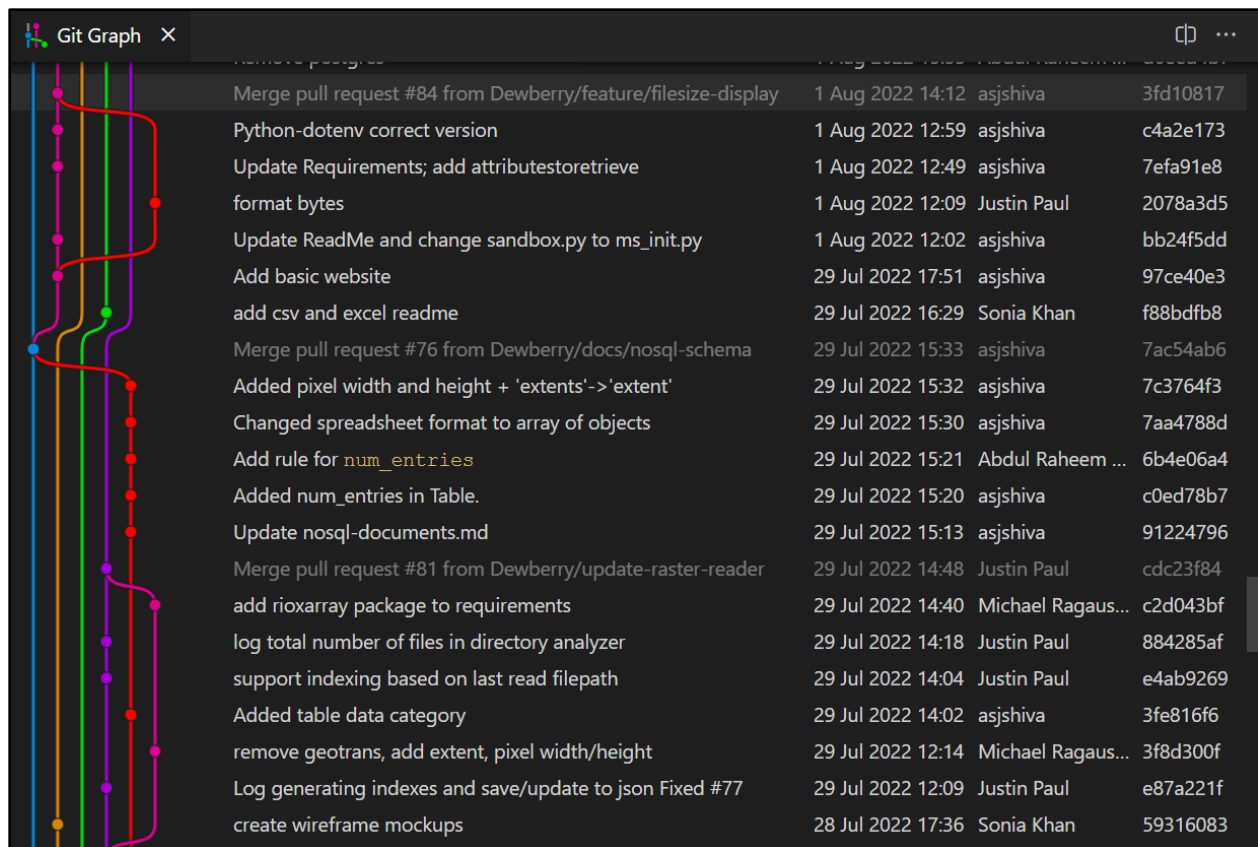 Git Graph
Merge pull request #84 from Dewberry/feature/filesize-display 1 Aug 2022 14:12 asjshiva 3fd10817
Python-dotenv correct version 1 Aug 2022 12:59 asjshiva c4a2e173
Update Requirements; add attributestoretrieve 1 Aug 2022 12:49 asjshiva 7efa91e8
format bytes 1 Aug 2022 12:09 Justin Paul 2078a3d5
Update ReadMe and change sandbox.py to ms_init.py 1 Aug 2022 12:02 asjshiva bb24f5dd
Add basic website 29 Jul 2022 17:51 asjshiva 97ce40e3
add csv and excel readme 29 Jul 2022 16:29 Sonia Khan f88bdfb8
Merge pull request #76 from Dewberry/docs/nosql-schema 29 Jul 2022 15:33 asjshiva 7ac54ab6
Added pixel width and height + 'extents'->'extent' 29 Jul 2022 15:32 asjshiva 7c3764f3
Changed spreadsheet format to array of objects 29 Jul 2022 15:30 asjshiva 7aa4788d
Add rule for num_entries 29 Jul 2022 15:21 Abdul Raheem ... 6b4e06a4
Added num_entries in Table. 29 Jul 2022 15:20 asjshiva c0ed78b7
Update nosql-documents.md 29 Jul 2022 15:13 asjshiva 91224796
Merge pull request #81 from Dewberry/update-raster-reader 29 Jul 2022 14:48 Justin Paul cdc23f84
add rioxarray package to requirements 29 Jul 2022 14:40 Michael Ragaus... c2d043bf
log total number of files in directory analyzer 29 Jul 2022 14:18 Justin Paul 884285af
support indexing based on last read filepath 29 Jul 2022 14:04 Justin Paul e4ab9269
Added table data category 29 Jul 2022 14:02 asjshiva 3fe816f6
remove geotrans, add extent, pixel width/height 29 Jul 2022 12:14 Michael Ragaus... 3f8d300f
Log generating indexes and save/update to json Fixed #77 29 Jul 2022 12:09 Justin Paul e87a221f
create wireframe mockups 28 Jul 2022 17:36 Sonia Khan 59316083